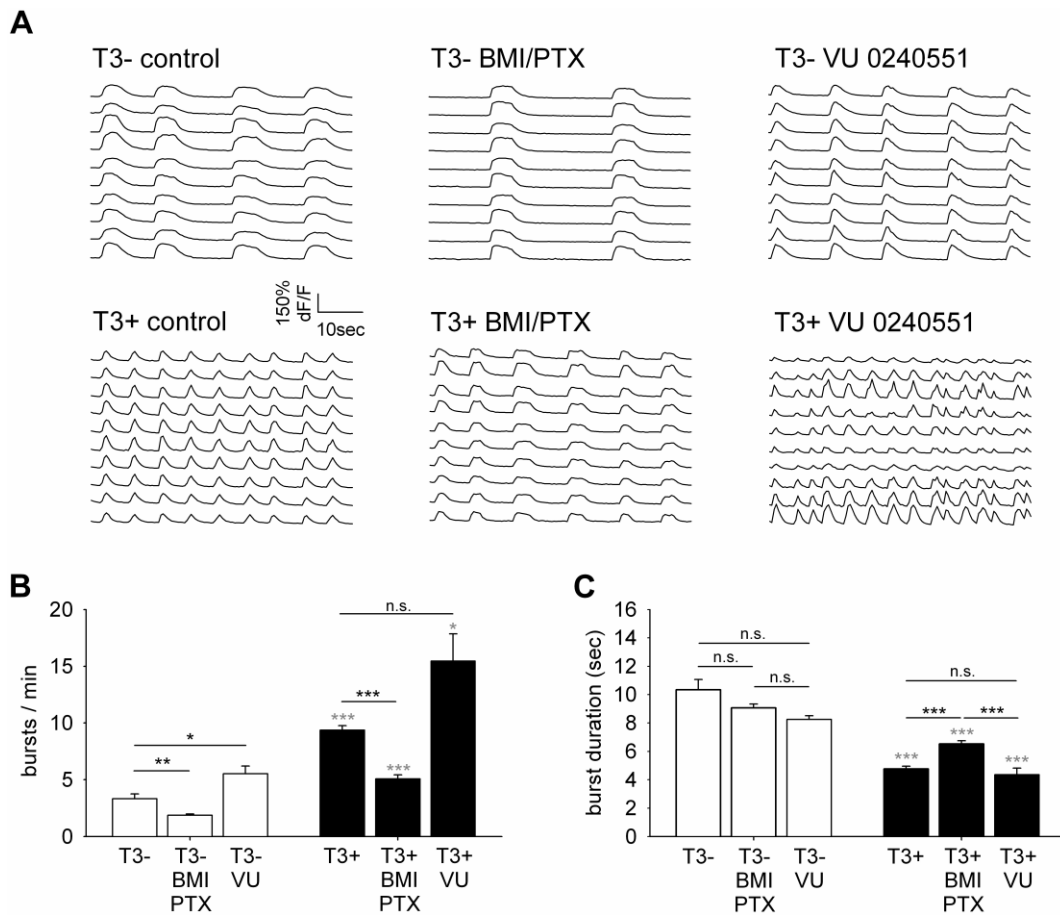 A
T3- control
T3- BMI/PTX
T3- VU 0240551
T3+ control
150%
dF/F
10sec
T3+ BMI/PTX
T3+ VU 0240551
B
bursts / min
20
15
10
5
0
n.s.
*
***
***
*
**
***
T3-
T3-
BMI
PTX
T3-
VU
T3+
T3+
BMI
PTX
T3+
VU
C
burst duration (sec)
16
14
12
10
8
6
4
2
0
n.s.
n.s.
n.s.
n.s.
***
***
***
***
***
T3-
T3-
BMI
PTX
T3-
VU
T3+
T3+
BMI
PTX
T3+
VU